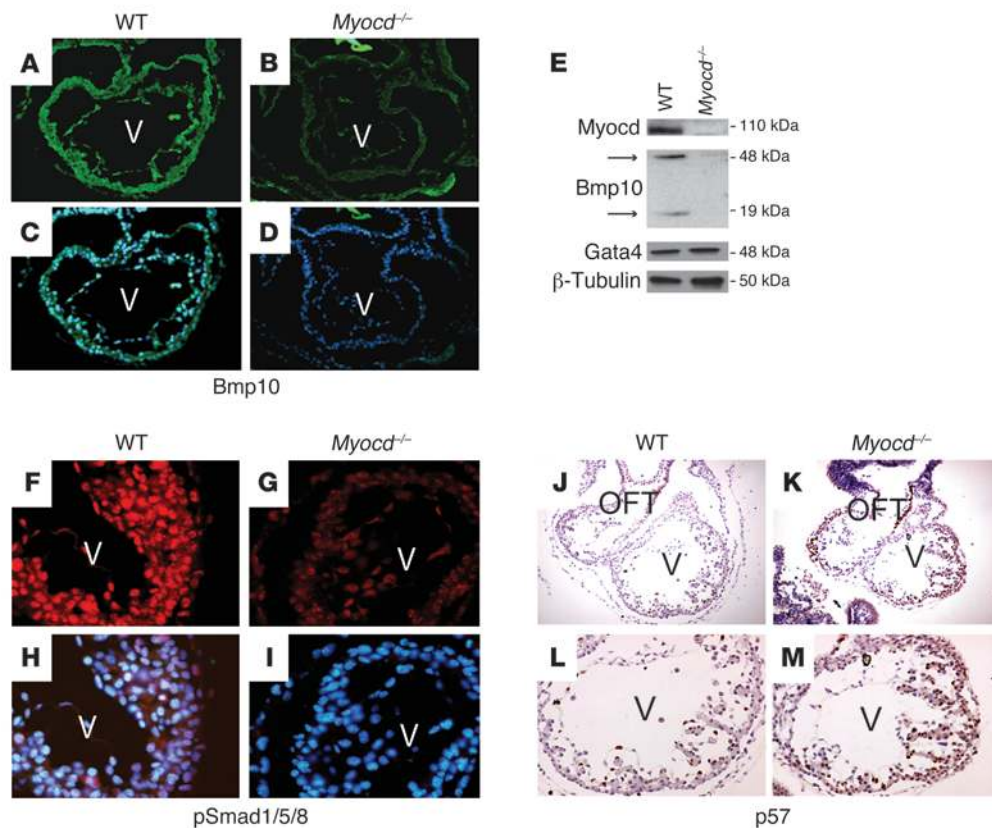 WT Myocd–/–
A B
V V
C D
V V
Bmp10
E
WT Myocd–/–
Myocd - 110 kDa
→ - 48 kDa
Bmp10
→ - 19 kDa
Gata4 - 48 kDa
β-Tubulin - 50 kDa
WT Myocd–/–
F G
V V
H I
V V
pSmad1/5/8
WT Myocd–/–
J K
OFT OFT
V V
L M
V V
p57